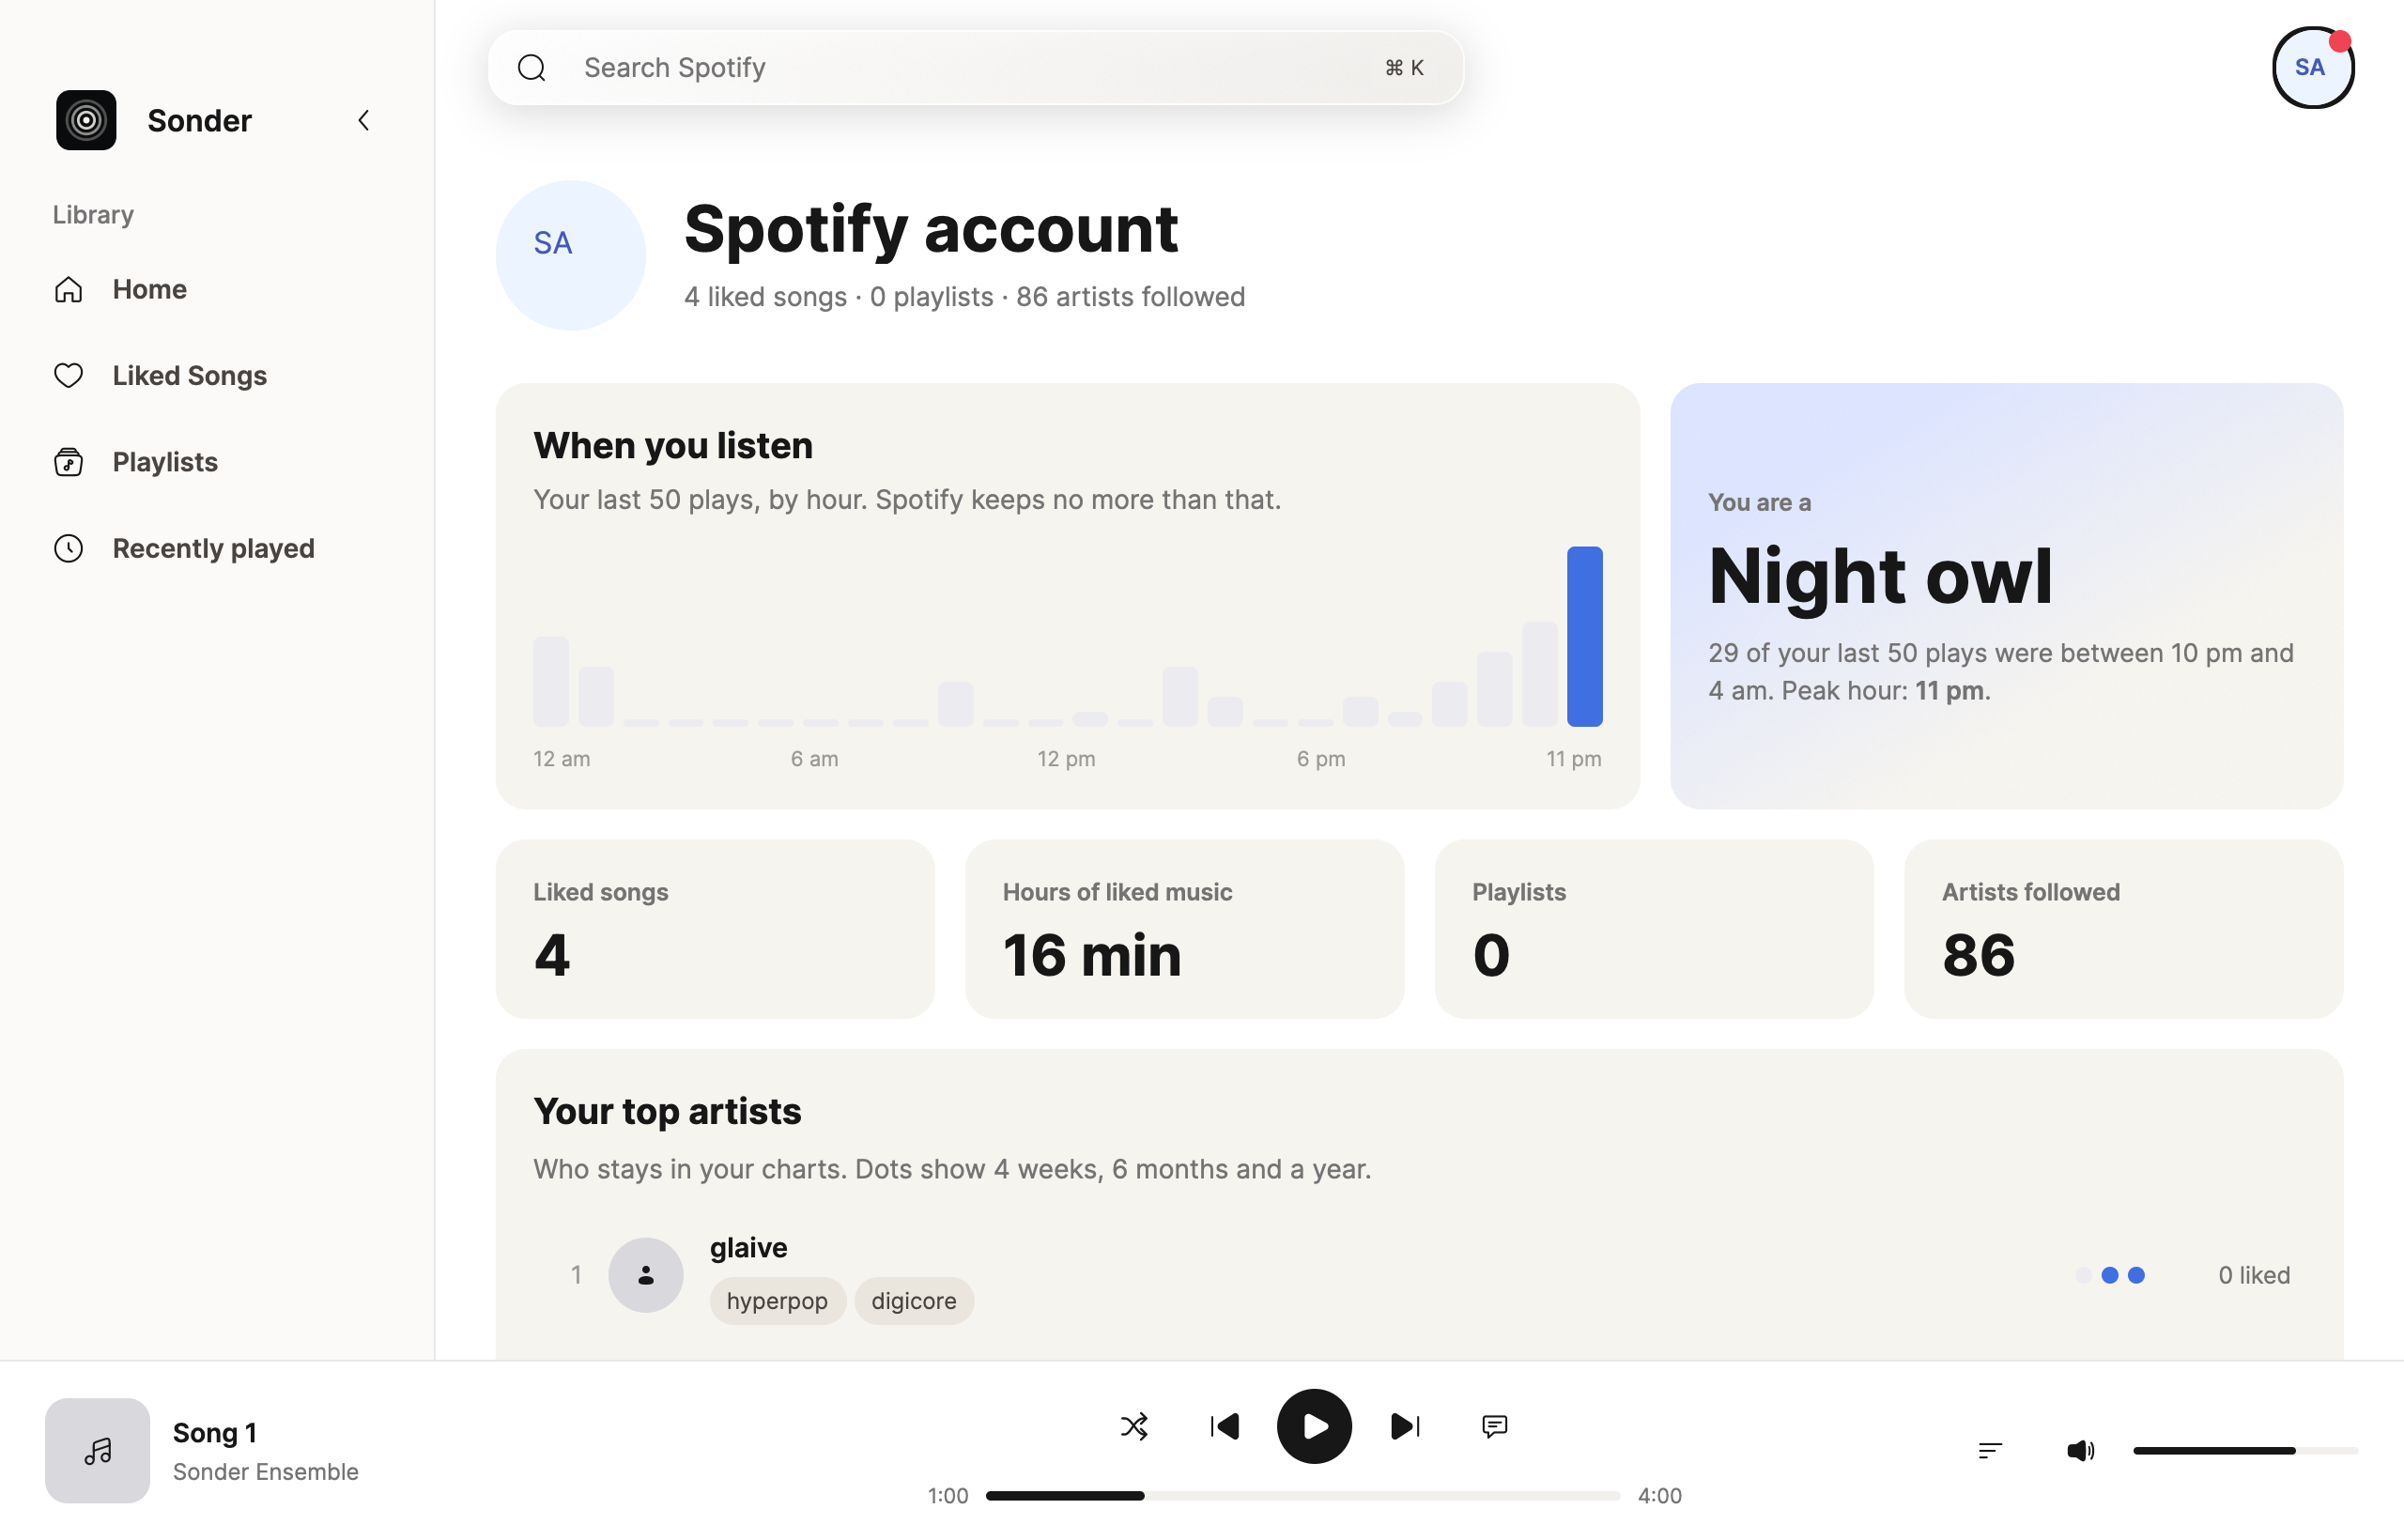 Sonder
Library
Home
Liked Songs
Playlists
Recently played
Search Spotify
⌘ K
SA
SA
Spotify account
4 liked songs · 0 playlists · 86 artists followed
When you listen
Your last 50 plays, by hour. Spotify keeps no more than that.
12 am
6 am
12 pm
6 pm
11 pm
You are a
Night owl
29 of your last 50 plays were between 10 pm and
4 am. Peak hour: 11 pm.
Liked songs
4
Hours of liked music
16 min
Playlists
0
Artists followed
86
Your top artists
Who stays in your charts. Dots show 4 weeks, 6 months and a year.
1
glaive
hyperpop
digicore
0 liked
Song 1
Sonder Ensemble
1:00
4:00